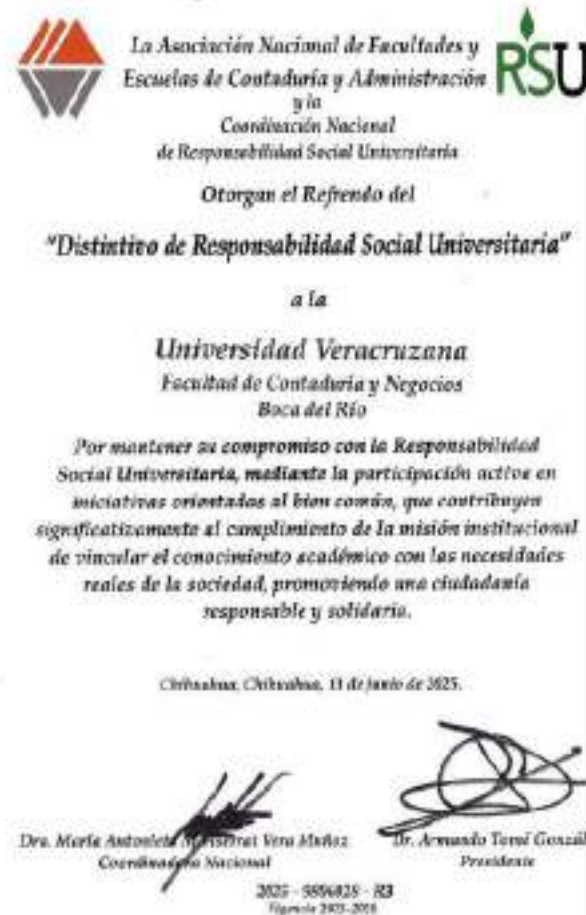 La Asociación Nacional de Facultades y
Escuelas de Contaduría y Administración
y la
Coordinación Nacional
de Responsabilidad Social Universitaria
RSU
Otorgan el Refrendo del
"Distintivo de Responsabilidad Social Universitaria"
a la
Universidad Veracruzana
Facultad de Contaduría y Negocios
Boca del Río
Por mantener su compromiso con la Responsabilidad
Social Universitaria, mediante la participación activa en
iniciativas orientadas al bien común, que contribuyen
significativamente al cumplimiento de la misión institucional
de vincular el conocimiento académico con las necesidades
reales de la sociedad, promoviendo una ciudadanía
responsable y solidaria.
Chihuahua, Chihuahua, 11 de junio de 2025.
Dra. María Antonieta Vera Muñoz
Coordinadora Nacional
Dr. Armando Tomé Gonzál
Presidente
2025 - R3
Vigencia